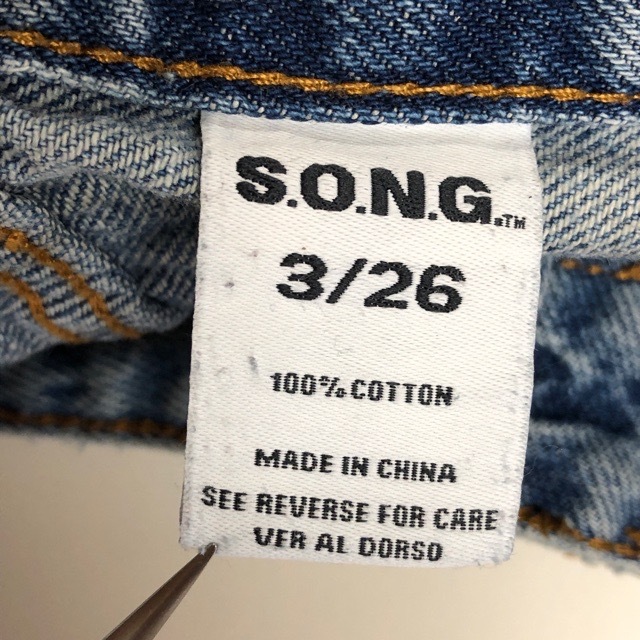 S.O.N.G.™
3/26
100% COTTON
MADE IN CHINA
SEE REVERSE FOR CARE
VER AL DORSO